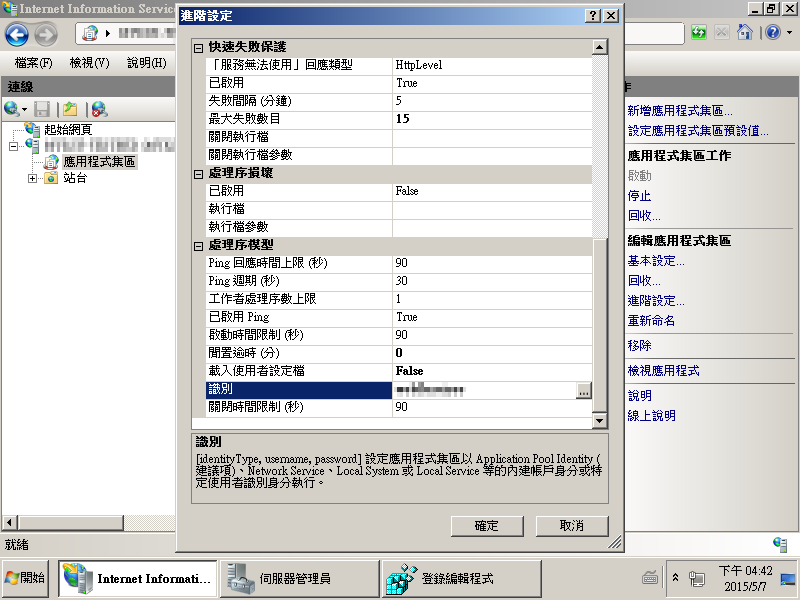 Internet Information Servic
進階設定
檔案(F) 檢視(V) 說明(H)
連線
起始網頁
應用程式集區
站台
快速失敗保護
「服務無法使用」回應類型 HttpLevel
已啟用 True
失敗間隔 (分鐘) 5
最大失敗數目 15
關閉執行檔
關閉執行檔參數
處理序損壞
已啟用 False
執行檔
執行檔參數
處理序模型
Ping 回應時間上限 (秒) 90
Ping 週期 (秒) 30
工作者處理序數上限 1
已啟用 Ping True
啟動時間限制 (秒) 90
閒置逾時 (分) 0
載入使用者設定檔 False
識別 ...
關閉時間限制 (秒) 90
識別
[identityType, username, password] 設定應用程式集區以 Application Pool Identity (
建議項)、Network Service、Local System 或 Local Service 等的內建帳戶身分或特
定使用者識別身分執行。
確定 取消
作
新增應用程式集區...
設定應用程式集區預設值...
應用程式集區工作
啟動
停止
回收...
編輯應用程式集區
基本設定...
回收...
進階設定...
重新命名
移除
檢視應用程式
說明
線上說明
就緒
開始 Internet Informati... 伺服器管理員 登錄編輯程式
下午 04:42
2015/5/7